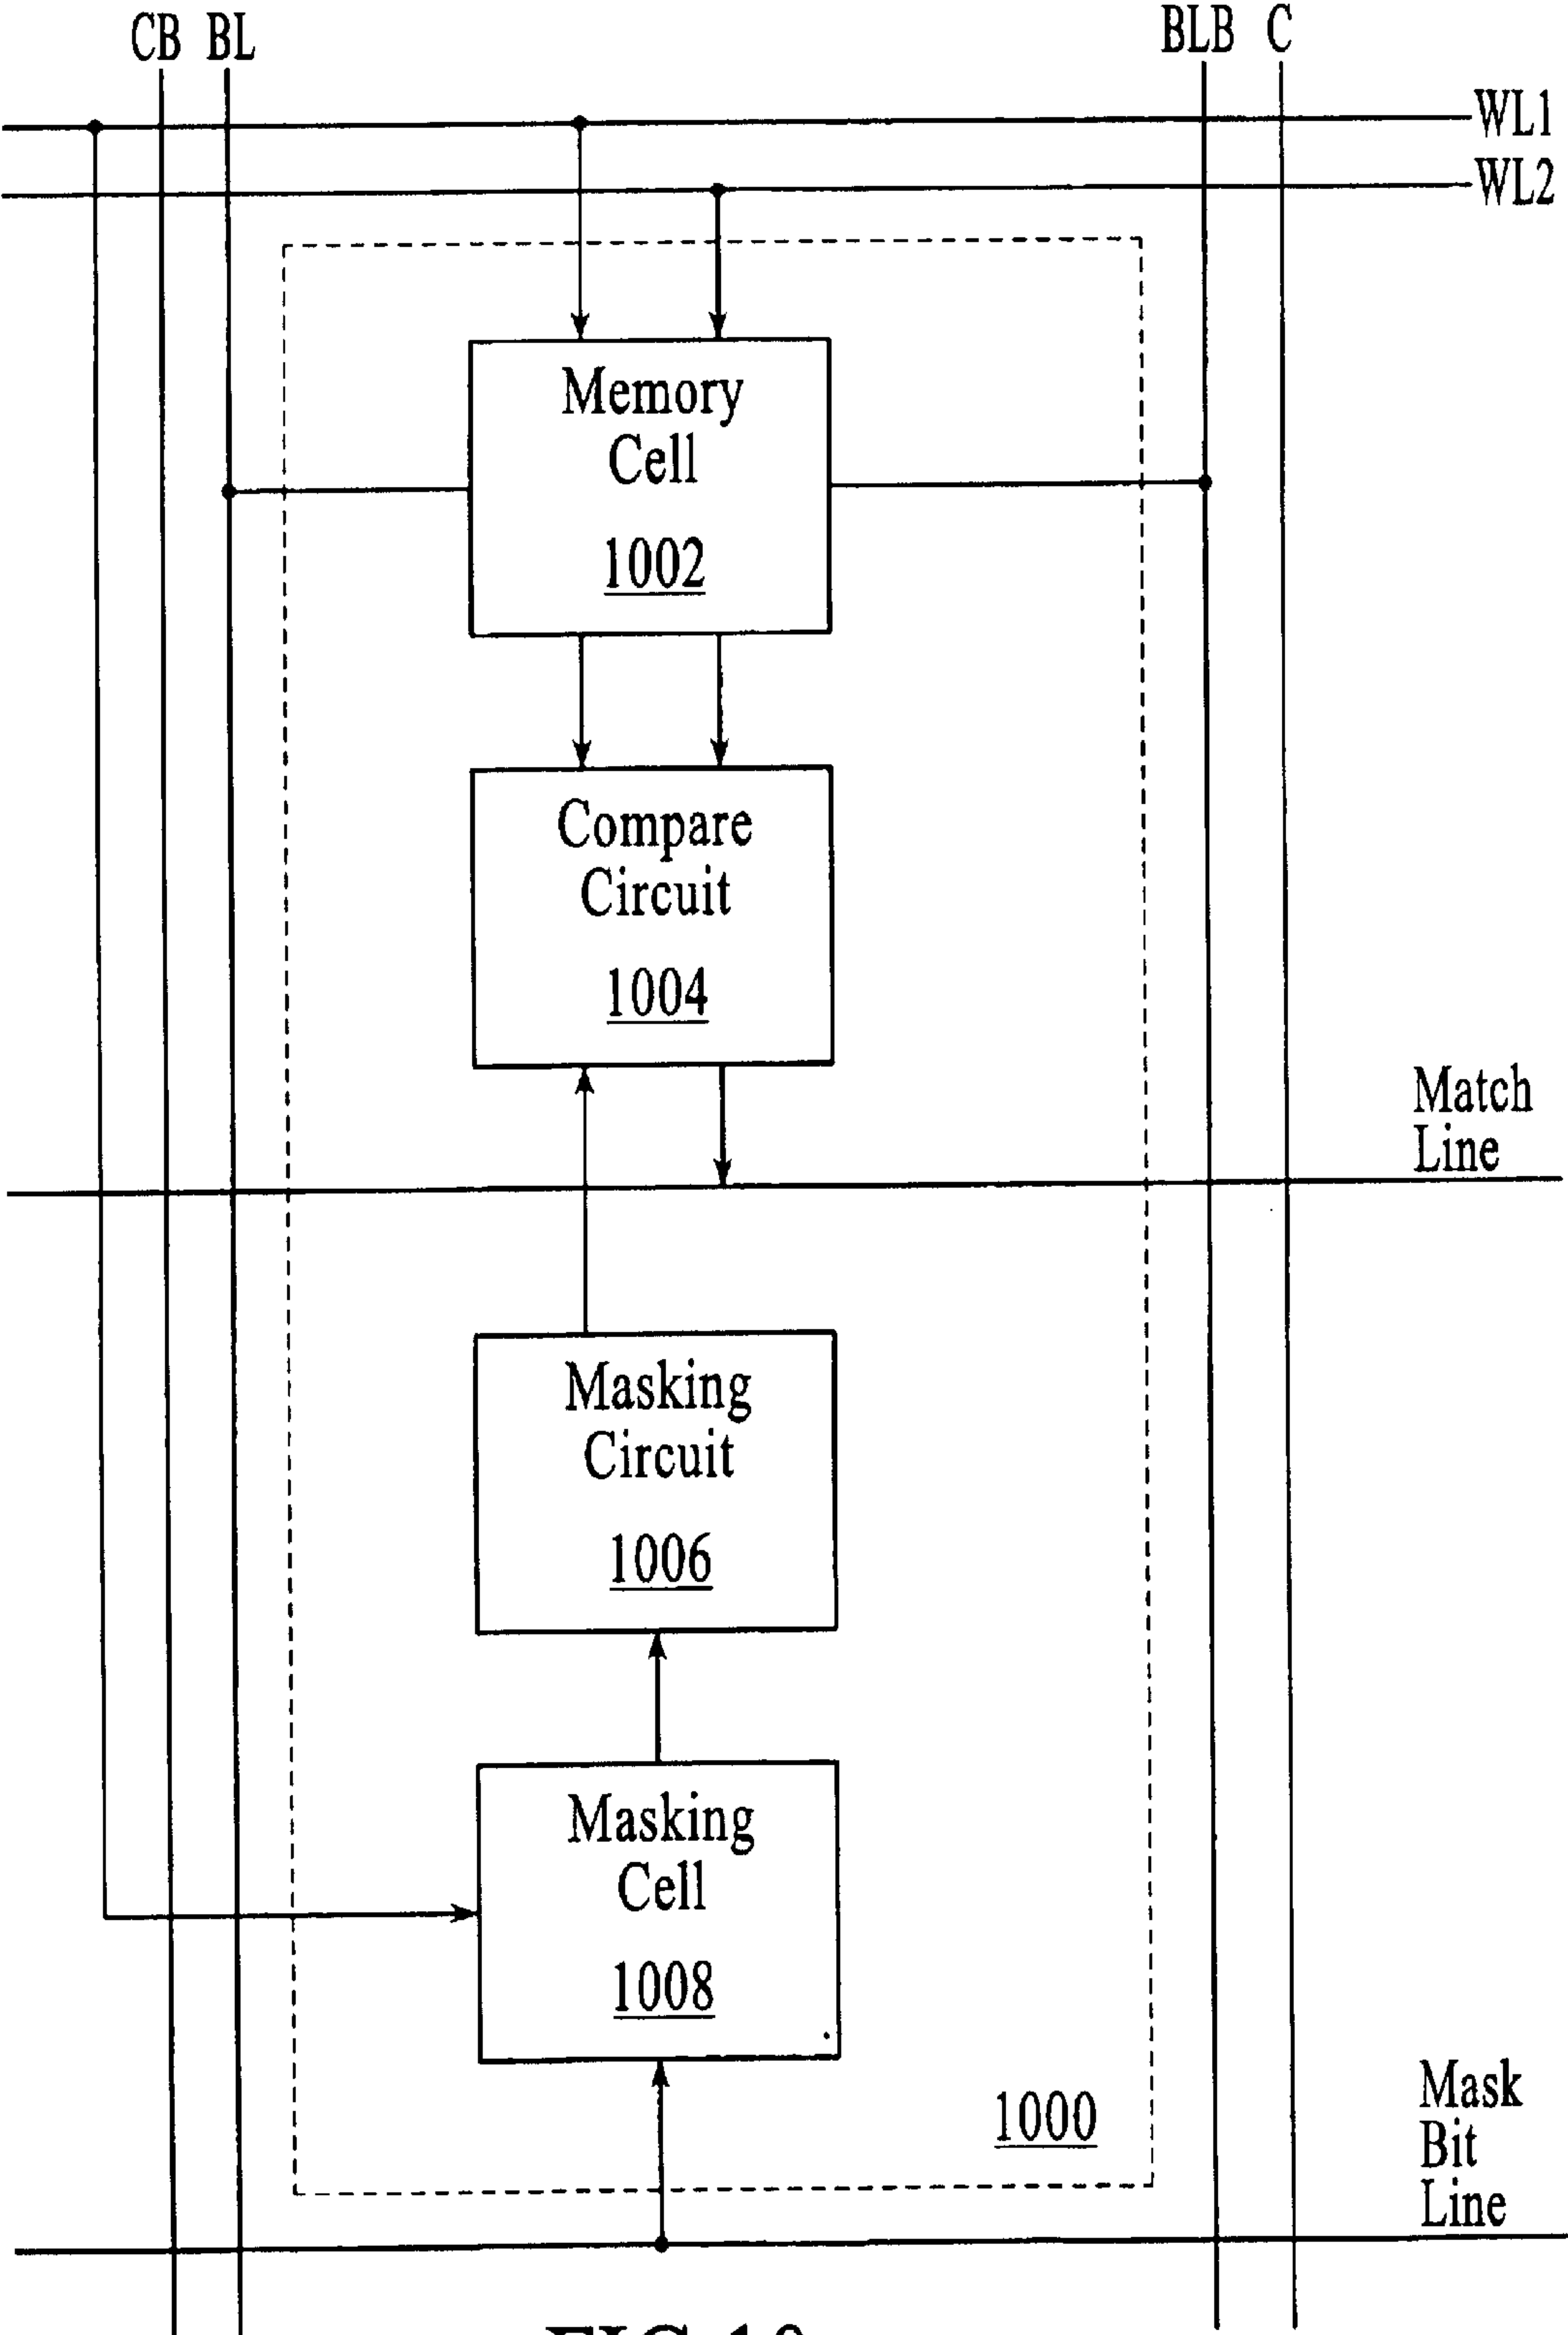 CB BL BLB C
WL1
WL2
Memory
Cell
1002
Compare
Circuit
1004
Match
Line
Masking
Circuit
1006
Masking
Cell
1008
1000
Mask
Bit
Line